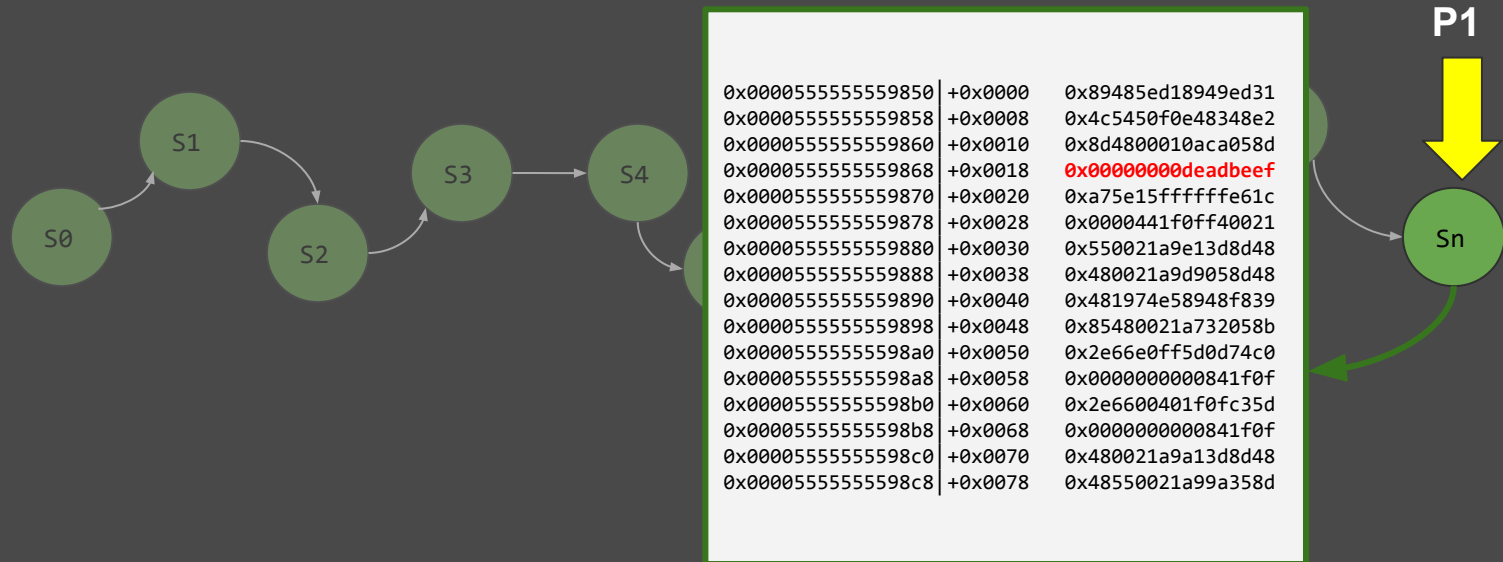 P1
S0
S1
S2
S3
S4
Sn
0x0000555555559850|+0x0000 0x89485ed18949ed31
0x0000555555559858|+0x0008 0x4c5450f0e48348e2
0x0000555555559860|+0x0010 0x8d4800010aca058d
0x0000555555559868|+0x0018 0x00000000deadbeef
0x0000555555559870|+0x0020 0xa75e15ffffffe61c
0x0000555555559878|+0x0028 0x0000441f0ff40021
0x0000555555559880|+0x0030 0x550021a9e13d8d48
0x0000555555559888|+0x0038 0x480021a9d9058d48
0x0000555555559890|+0x0040 0x481974e58948f839
0x0000555555559898|+0x0048 0x85480021a732058b
0x00005555555598a0|+0x0050 0x2e66e0ff5d0d74c0
0x00005555555598a8|+0x0058 0x0000000000841f0f
0x00005555555598b0|+0x0060 0x2e6600401f0fc35d
0x00005555555598b8|+0x0068 0x0000000000841f0f
0x00005555555598c0|+0x0070 0x480021a9a13d8d48
0x00005555555598c8|+0x0078 0x48550021a99a358d